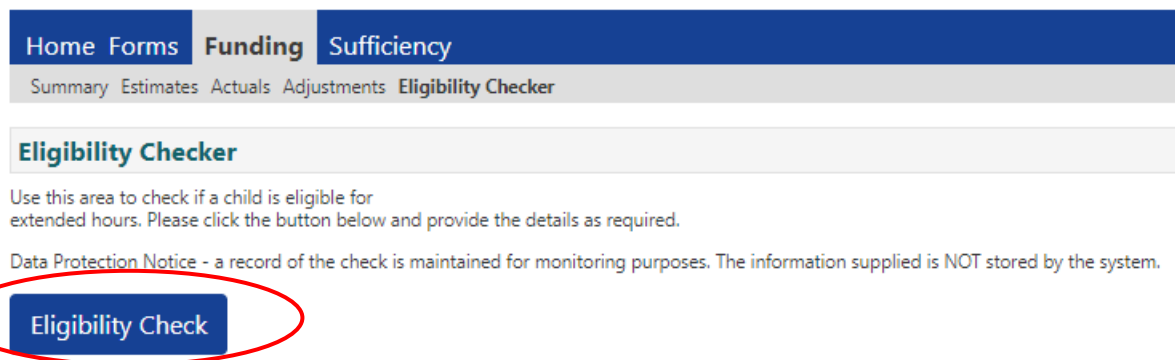 Home Forms Funding Sufficiency
Summary Estimates Actuals Adjustments Eligibility Checker
Eligibility Checker
Use this area to check if a child is eligible for
extended hours. Please click the button below and provide the details as required.
Data Protection Notice - a record of the check is maintained for monitoring purposes. The information supplied is NOT stored by the system.
Eligibility Check